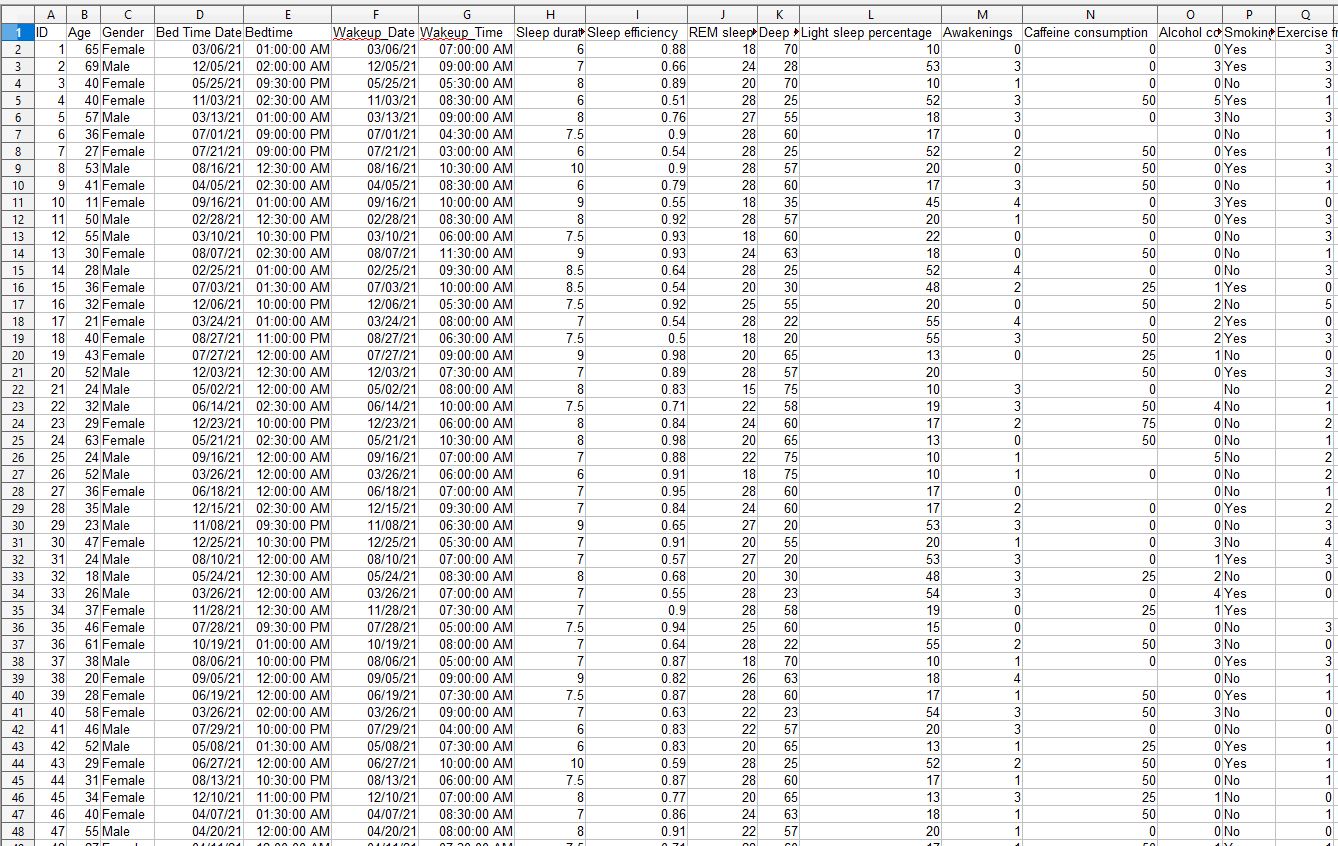 A B C D E F G H I J K L M N O P Q
1 ID Age Gender Bed Time Date Bedtime Wakeup_Date Wakeup_Time Sleep durat Sleep efficiency REM sleep Deep Light sleep percentage Awakenings Caffeine consumption Alcohol co Smoking Exercise fr
2 1 65 Female 03/06/21 01:00:00 AM 03/06/21 07:00:00 AM 6 0.88 18 70 10 0 0 0 Yes 3
3 2 69 Male 12/05/21 02:00:00 AM 12/05/21 09:00:00 AM 7 0.66 24 28 53 3 0 3 Yes 3
4 3 40 Female 05/25/21 09:30:00 PM 05/25/21 05:30:00 AM 8 0.89 20 70 10 1 0 0 No 3
5 4 40 Female 11/03/21 02:30:00 AM 11/03/21 08:30:00 AM 6 0.51 28 25 52 3 50 5 Yes 1
6 5 57 Male 03/13/21 01:00:00 AM 03/13/21 09:00:00 AM 8 0.76 27 55 18 3 0 3 No 3
7 6 36 Female 07/01/21 09:00:00 PM 07/01/21 04:30:00 AM 7.5 0.9 28 60 17 0 0 No 1
8 7 27 Female 07/21/21 09:00:00 PM 07/21/21 03:00:00 AM 6 0.54 28 25 52 2 50 0 Yes 1
9 8 53 Male 08/16/21 12:30:00 AM 08/16/21 10:30:00 AM 10 0.9 28 57 20 0 50 0 Yes 3
10 9 41 Female 04/05/21 02:30:00 AM 04/05/21 08:30:00 AM 6 0.79 28 60 17 3 50 0 No 1
11 10 11 Female 09/16/21 01:00:00 AM 09/16/21 10:00:00 AM 9 0.55 18 35 45 4 0 3 Yes 0
12 11 50 Male 02/28/21 12:30:00 AM 02/28/21 08:30:00 AM 8 0.92 28 57 20 1 50 0 Yes 3
13 12 55 Male 03/10/21 10:30:00 PM 03/10/21 06:00:00 AM 7.5 0.93 18 60 22 0 0 0 No 3
14 13 30 Female 08/07/21 02:30:00 AM 08/07/21 11:30:00 AM 9 0.93 24 63 18 0 50 0 No 1
15 14 28 Male 02/25/21 01:00:00 AM 02/25/21 09:30:00 AM 8.5 0.64 28 25 52 4 0 0 No 3
16 15 36 Female 07/03/21 01:30:00 AM 07/03/21 10:00:00 AM 8.5 0.54 20 30 48 2 25 1 Yes 0
17 16 32 Female 12/06/21 10:00:00 PM 12/06/21 05:30:00 AM 7.5 0.92 25 55 20 0 50 2 No 5
18 17 21 Female 03/24/21 01:00:00 AM 03/24/21 08:00:00 AM 7 0.54 28 22 55 4 0 2 Yes 0
19 18 40 Female 08/27/21 11:00:00 PM 08/27/21 06:30:00 AM 7.5 0.5 18 20 55 3 50 2 Yes 3
20 19 43 Female 07/27/21 12:00:00 AM 07/27/21 09:00:00 AM 9 0.98 20 65 13 0 25 1 No 0
21 20 52 Male 12/03/21 12:30:00 AM 12/03/21 07:30:00 AM 7 0.89 28 57 20 50 0 Yes 3
22 21 24 Male 05/02/21 12:00:00 AM 05/02/21 08:00:00 AM 8 0.83 15 75 10 3 0 No 2
23 22 32 Male 06/14/21 02:30:00 AM 06/14/21 10:00:00 AM 7.5 0.71 22 58 19 3 50 4 No 1
24 23 29 Female 12/23/21 10:00:00 PM 12/23/21 06:00:00 AM 8 0.84 24 60 17 2 75 0 No 2
25 24 63 Female 05/21/21 02:30:00 AM 05/21/21 10:30:00 AM 8 0.98 20 65 13 0 50 0 No 1
26 25 24 Male 09/16/21 12:00:00 AM 09/16/21 07:00:00 AM 7 0.88 22 75 10 1 5 No 2
27 26 52 Male 03/26/21 12:00:00 AM 03/26/21 06:00:00 AM 6 0.91 18 75 10 1 0 0 No 2
28 27 36 Female 06/18/21 12:00:00 AM 06/18/21 07:00:00 AM 7 0.95 28 60 17 0 0 No 1
29 28 35 Male 12/15/21 02:30:00 AM 12/15/21 09:30:00 AM 7 0.84 24 60 17 2 0 0 Yes 2
30 29 23 Male 11/08/21 09:30:00 PM 11/08/21 06:30:00 AM 9 0.65 27 20 53 3 0 0 No 3
31 30 47 Female 12/25/21 10:30:00 PM 12/25/21 05:30:00 AM 7 0.91 20 55 20 1 0 3 No 4
32 31 24 Male 08/10/21 12:00:00 AM 08/10/21 07:00:00 AM 7 0.57 27 20 53 3 0 1 Yes 3
33 32 18 Male 05/24/21 12:30:00 AM 05/24/21 08:30:00 AM 8 0.68 20 30 48 3 25 2 No 0
34 33 26 Male 03/26/21 12:00:00 AM 03/26/21 07:00:00 AM 7 0.55 28 23 54 3 0 4 Yes 0
35 34 37 Female 11/28/21 12:30:00 AM 11/28/21 07:30:00 AM 7 0.9 28 58 19 0 25 1 Yes
36 35 46 Female 07/28/21 09:30:00 PM 07/28/21 05:00:00 AM 7.5 0.94 25 60 15 0 0 0 No 3
37 36 61 Female 10/19/21 01:00:00 AM 10/19/21 08:00:00 AM 7 0.64 28 22 55 2 50 3 No 0
38 37 38 Male 08/06/21 10:00:00 PM 08/06/21 05:00:00 AM 7 0.87 18 70 10 1 0 0 Yes 3
39 38 20 Female 09/05/21 12:00:00 AM 09/05/21 09:00:00 AM 9 0.82 26 63 18 4 0 No 1
40 39 28 Female 06/19/21 12:00:00 AM 06/19/21 07:30:00 AM 7.5 0.87 28 60 17 1 50 0 Yes 1
41 40 58 Female 03/26/21 02:00:00 AM 03/26/21 09:00:00 AM 7 0.63 22 23 54 3 50 3 No 0
42 41 46 Male 07/29/21 10:00:00 PM 07/29/21 04:00:00 AM 6 0.83 22 57 20 3 0 0 No 0
43 42 52 Male 05/08/21 01:30:00 AM 05/08/21 07:30:00 AM 6 0.83 20 65 13 1 25 0 Yes 1
44 43 29 Female 06/27/21 12:00:00 AM 06/27/21 10:00:00 AM 10 0.59 28 25 52 2 50 0 Yes 1
45 44 31 Female 08/13/21 10:30:00 PM 08/13/21 06:00:00 AM 7.5 0.87 28 60 17 1 50 0 No 1
46 45 34 Female 12/10/21 11:00:00 PM 12/10/21 07:00:00 AM 8 0.77 20 65 13 3 25 1 No 0
47 46 40 Female 04/07/21 01:30:00 AM 04/07/21 08:30:00 AM 7 0.86 24 63 18 1 50 0 No 1
48 47 55 Male 04/20/21 12:00:00 AM 04/20/21 08:00:00 AM 8 0.91 22 57 20 1 0 0 No 0